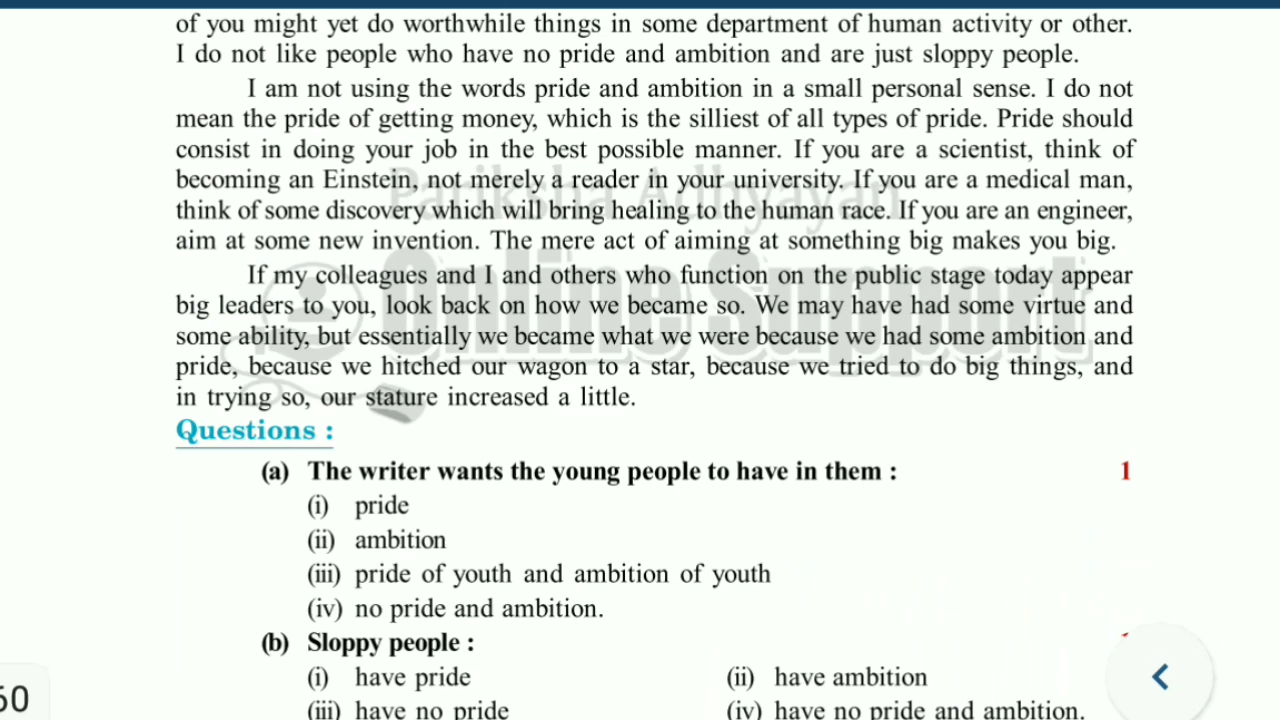 of you might yet do worthwhile things in some department of human activity or other.
I do not like people who have no pride and ambition and are just sloppy people.
I am not using the words pride and ambition in a small personal sense. I do not
mean the pride of getting money, which is the silliest of all types of pride. Pride should
consist in doing your job in the best possible manner. If you are a scientist, think of
becoming an Einstein, not merely a reader in your university. If you are a medical man,
think of some discovery which will bring healing to the human race. If you are an engineer,
aim at some new invention. The mere act of aiming at something big makes you big.
If my colleagues and I and others who function on the public stage today appear
big leaders to you, look back on how we became so. We may have had some virtue and
some ability, but essentially we became what we were because we had some ambition and
pride, because we hitched our wagon to a star, because we tried to do big things, and
in trying so, our stature increased a little.
Pariksha Adhyayan
Online Support
Questions :
(a) The writer wants the young people to have in them : 1
(i) pride
(ii) ambition
(iii) pride of youth and ambition of youth
(iv) no pride and ambition.
(b) Sloppy people :
(i) have pride (ii) have ambition
(iii) have no pride (iv) have no pride and ambition.